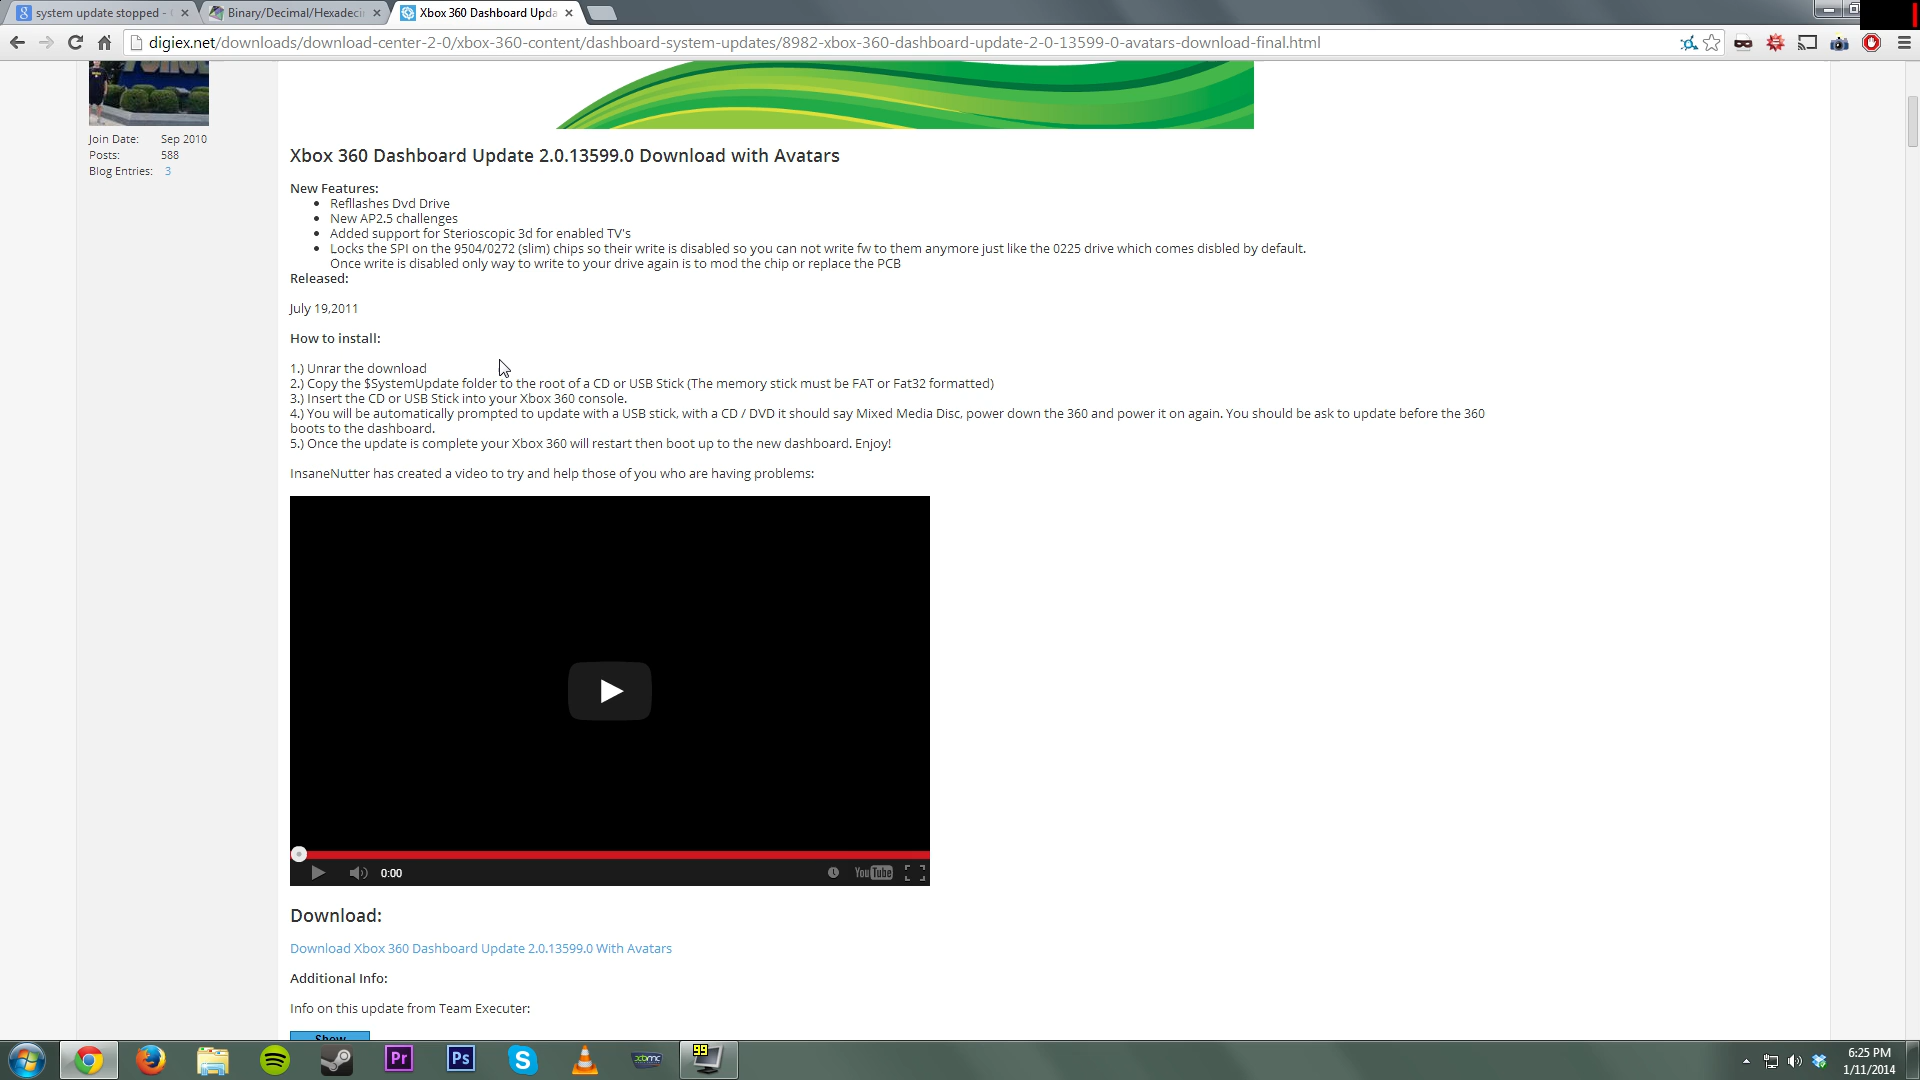 system update stopped -
Binary/Decimal/Hexadeci
Xbox 360 Dashboard Upda
digiex.net/downloads/download-center-2-0/xbox-360-content/dashboard-system-updates/8982-xbox-360-dashboard-update-2-0-13599-0-avatars-download-final.html
Join Date: Sep 2010
Posts: 588
Blog Entries: 3
Xbox 360 Dashboard Update 2.0.13599.0 Download with Avatars
New Features:
Refllashes Dvd Drive
New AP2.5 challenges
Added support for Sterioscopic 3d for enabled TV's
Locks the SPI on the 9504/0272 (slim) chips so their write is disabled so you can not write fw to them anymore just like the 0225 drive which comes disbled by default.
Once write is disabled only way to write to your drive again is to mod the chip or replace the PCB
Released:
July 19,2011
How to install:
1.) Unrar the download
2.) Copy the $SystemUpdate folder to the root of a CD or USB Stick (The memory stick must be FAT or Fat32 formatted)
3.) Insert the CD or USB Stick into your Xbox 360 console.
4.) You will be automatically prompted to update with a USB stick, with a CD / DVD it should say Mixed Media Disc, power down the 360 and power it on again. You should be ask to update before the 360
boots to the dashboard.
5.) Once the update is complete your Xbox 360 will restart then boot up to the new dashboard. Enjoy!
InsaneNutter has created a video to try and help those of you who are having problems:
0:00
YouTube
Download:
Download Xbox 360 Dashboard Update 2.0.13599.0 With Avatars
Additional Info:
Info on this update from Team Executer:
Show
Pr
Ps
S
xbmc
99
6:25 PM
1/11/2014